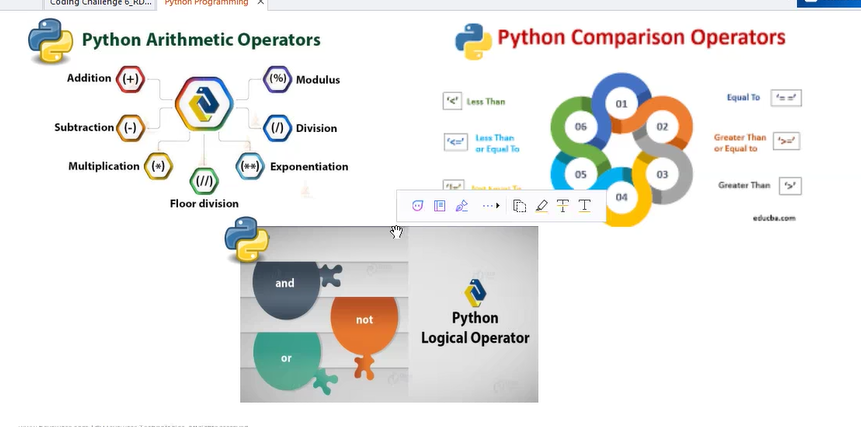 Coding Challenge 6_RD...
Python Programming
Python Arithmetic Operators
Addition (+)
(%) Modulus
Subtraction (-)
(/) Division
Multiplication (*)
(**) Exponentiation
(//)
Floor division
Python Comparison Operators
'<' Less Than
01
Equal To '=='
06
02
'<=' Less Than
or Equal To
Greater Than
or Equal to '>='
05
03
Greater Than '>'
04
educba.com
and
not
or
Python
Logical Operator